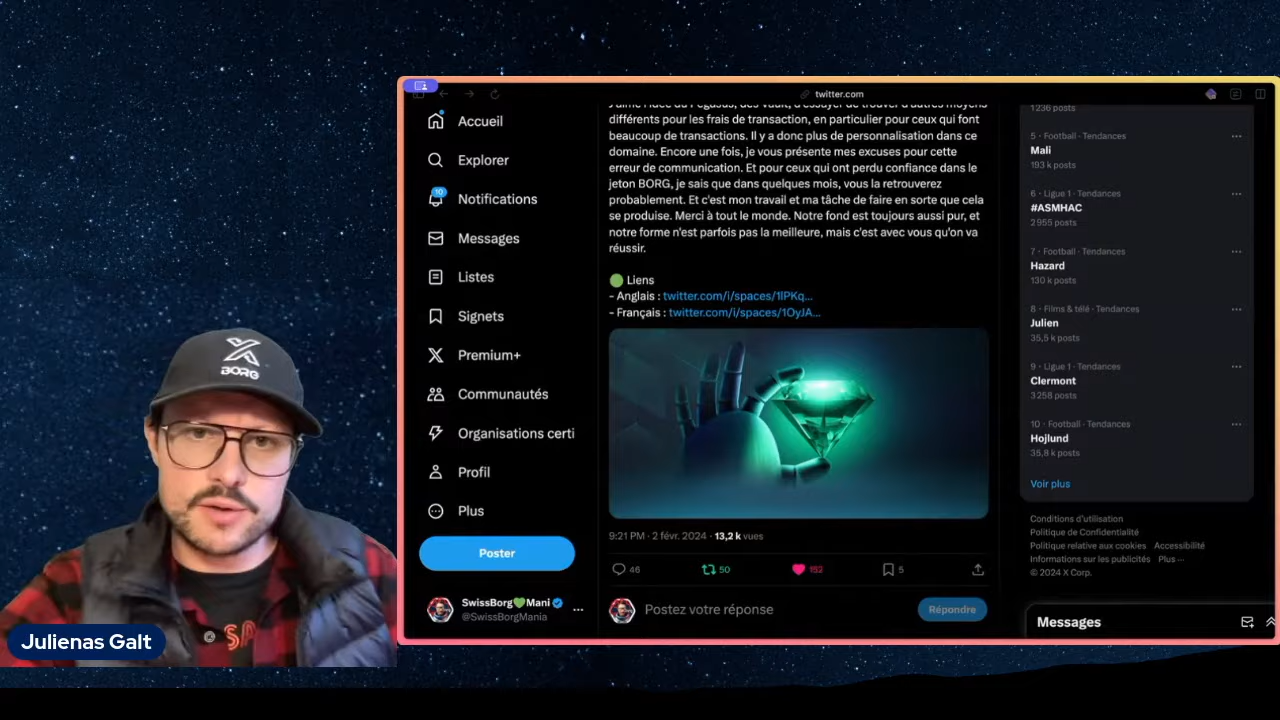 BORG
Julienas Galt
twitter.com
Accueil
Explorer
10
Notifications
Messages
Listes
Signets
Premium+
Communautés
Organisations certi
Profil
Plus
Poster
SwissBorg💚Mani
@SwissBorgMania
J'aime l'idée du Pegasus, des Vault, d'essayer de trouver d'autres moyens
différents pour les frais de transaction, en particulier pour ceux qui font
beaucoup de transactions. Il y a donc plus de personnalisation dans ce
domaine. Encore une fois, je vous présente mes excuses pour cette
erreur de communication. Et pour ceux qui ont perdu confiance dans le
jeton BORG, je sais que dans quelques mois, vous la retrouverez
probablement. Et c'est mon travail et ma tâche de faire en sorte que cela
se produise. Merci à tout le monde. Notre fond est toujours aussi pur, et
notre forme n'est parfois pas la meilleure, mais c'est avec vous qu'on va
réussir.
🟢 Liens
- Anglais : twitter.com/i/spaces/1lPKq...
- Français : twitter.com/i/spaces/1OyJA...
9:21 PM · 2 févr. 2024 · 13,2 k vues
46 50 152 5
Postez votre réponse
Répondre
1 236 posts
5 · Football · Tendances
Mali
193 k posts
6 · Ligue 1 · Tendances
#ASMHAC
2 955 posts
7 · Football · Tendances
Hazard
130 k posts
8 · Films & télé · Tendances
Julien
35,5 k posts
9 · Ligue 1 · Tendances
Clermont
3 258 posts
10 · Football · Tendances
Hojlund
35,8 k posts
Voir plus
Conditions d'utilisation
Politique de Confidentialité
Politique relative aux cookies Accessibilité
Informations sur les publicités Plus ···
© 2024 X Corp.
Messages